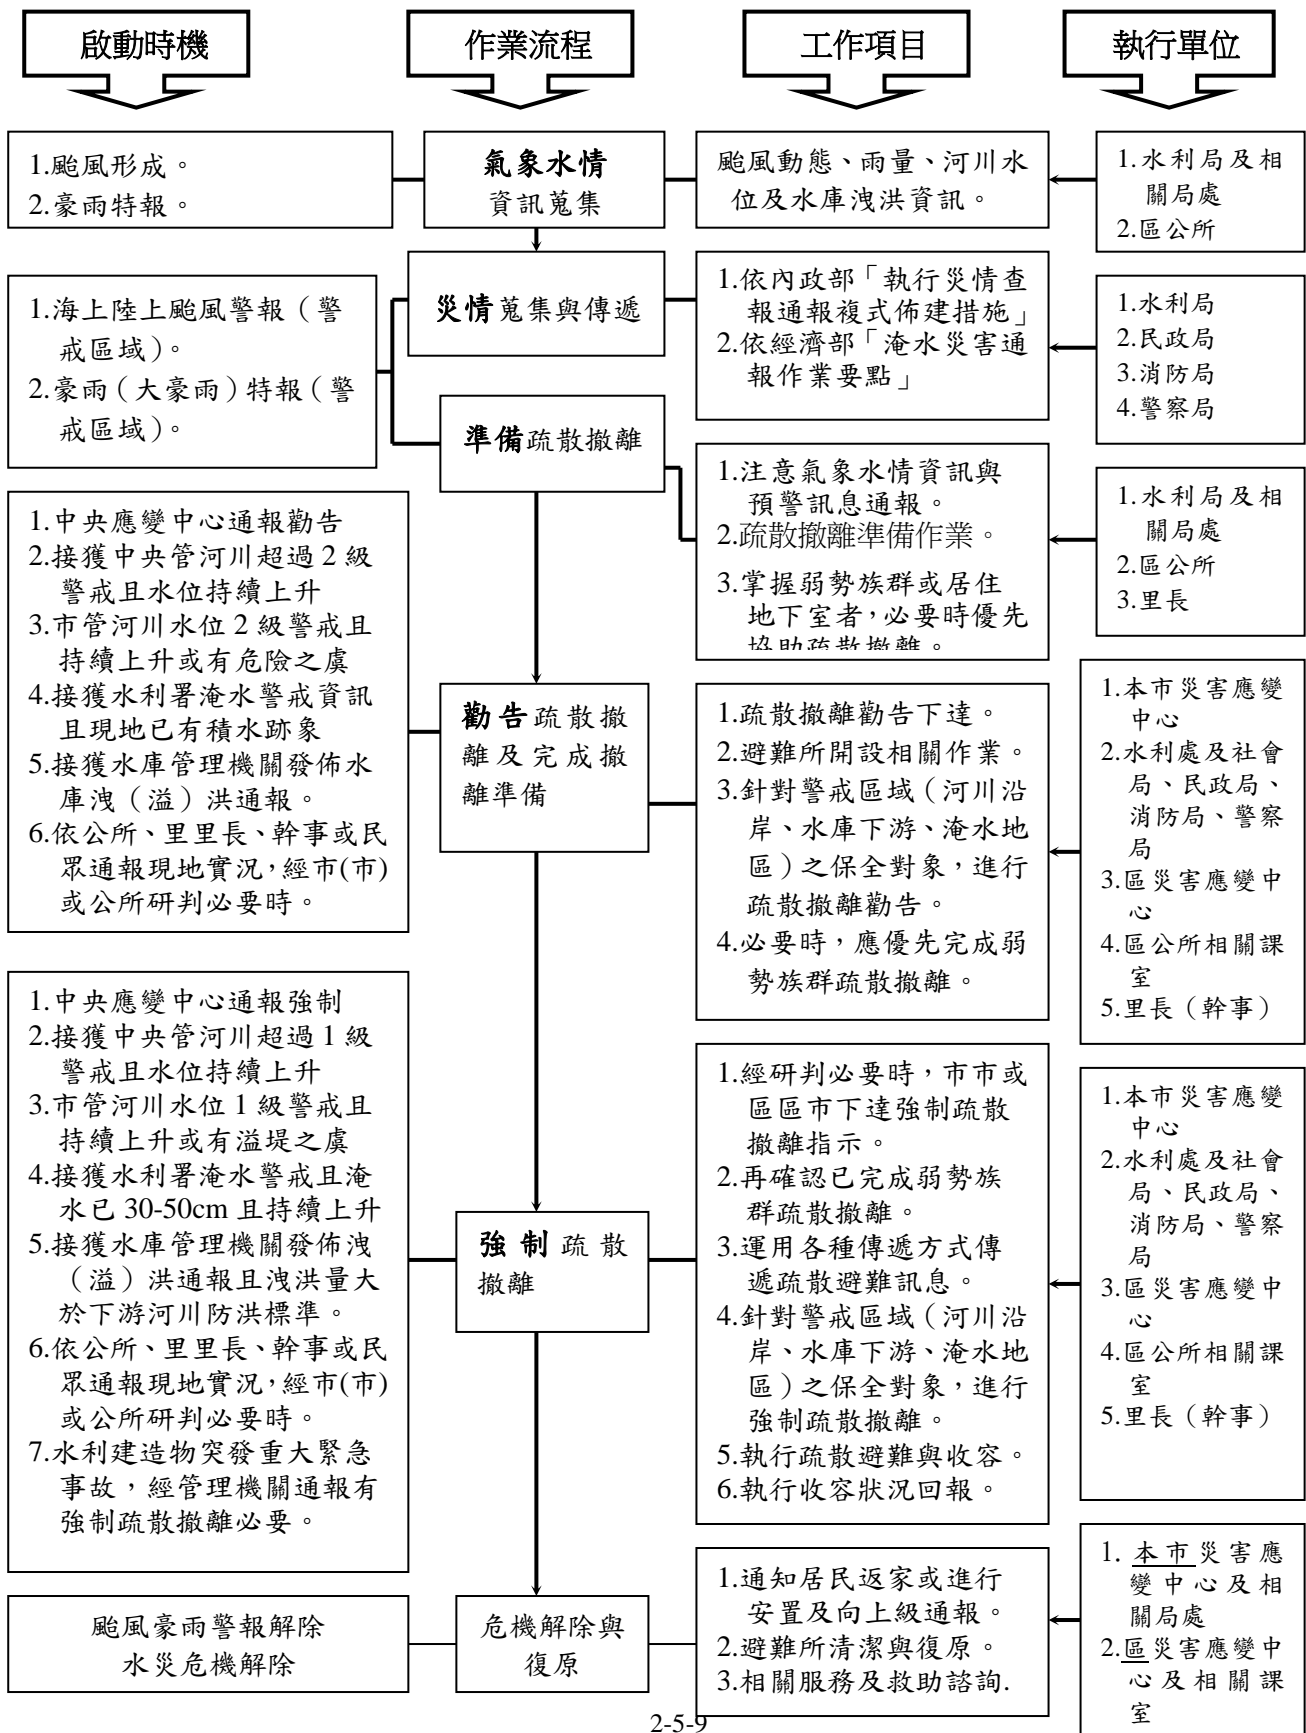 啟動時機
作業流程
工作項目
執行單位
1.颱風形成。
2.豪雨特報。
氣象水情
資訊蒐集
颱風動態、雨量、河川水
位及水庫洩洪資訊。
1.水利局及相
關局處
2.區公所
1.海上陸上颱風警報（警
戒區域）。
2.豪雨（大豪雨）特報（警
戒區域）。
災情蒐集與傳遞
1.依內政部「執行災情查
報通報複式佈建措施」
2.依經濟部「淹水災害通
報作業要點」
1.水利局
2.民政局
3.消防局
4.警察局
準備疏散撤離
1.注意氣象水情資訊與
預警訊息通報。
2.疏散撤離準備作業。
3.掌握弱勢族群或居住
地下室者，必要時優先
協助疏散撤離。
1.水利局及相
關局處
2.區公所
3.里長
1.中央應變中心通報勸告
2.接獲中央管河川超過2級
警戒且水位持續上升
3.市管河川水位2級警戒且
持續上升或有危險之虞
4.接獲水利署淹水警戒資訊
且現地已有積水跡象
5.接獲水庫管理機關發佈水
庫洩（溢）洪通報。
6.依公所、里里長、幹事或民
眾通報現地實況，經市(市)
或公所研判必要時。
勸告疏散撤
離及完成撤
離準備
1.疏散撤離勸告下達。
2.避難所開設相關作業。
3.針對警戒區域（河川沿
岸、水庫下游、淹水地
區）之保全對象，進行
疏散撤離勸告。
4.必要時，應優先完成弱
勢族群疏散撤離。
1.本市災害應變
中心
2.水利處及社會
局、民政局、
消防局、警察
局
3.區災害應變中
心
4.區公所相關課
室
5.里長（幹事）
1.中央應變中心通報強制
2.接獲中央管河川超過1級
警戒且水位持續上升
3.市管河川水位1級警戒且
持續上升或有溢堤之虞
4.接獲水利署淹水警戒且淹
水已30-50cm且持續上升
5.接獲水庫管理機關發佈洩
（溢）洪通報且洩洪量大
於下游河川防洪標準。
6.依公所、里里長、幹事或民
眾通報現地實況，經市(市)
或公所研判必要時。
7.水利建造物突發重大緊急
事故，經管理機關通報有
強制疏散撤離必要。
強制疏散
撤離
1.經研判必要時，市市或
區區市下達強制疏散
撤離指示。
2.再確認已完成弱勢族
群疏散撤離。
3.運用各種傳遞方式傳
遞疏散避難訊息。
4.針對警戒區域（河川沿
岸、水庫下游、淹水地
區）之保全對象，進行
強制疏散撤離。
5.執行疏散避難與收容。
6.執行收容狀況回報。
1.本市災害應變
中心
2.水利處及社會
局、民政局、
消防局、警察
局
3.區災害應變中
心
4.區公所相關課
室
5.里長（幹事）
颱風豪雨警報解除
水災危機解除
危機解除與
復原
1.通知居民返家或進行
安置及向上級通報。
2.避難所清潔與復原。
3.相關服務及救助諮詢.
1. 本市災害應
變中心及相
關局處
2.區災害應變中
心及相關課
室
2-5-9